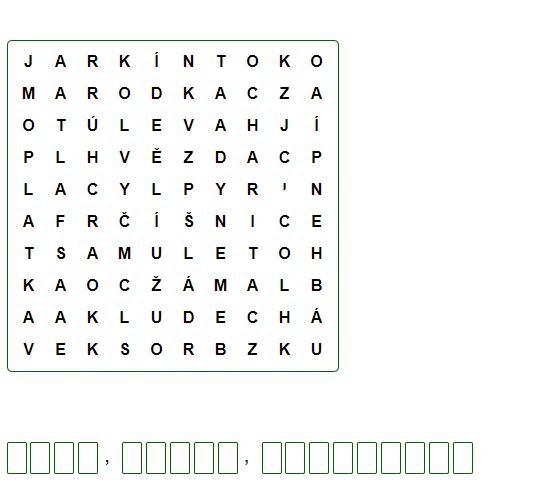 J A R K Í N T O K O
M A R O D K A C Z A
O T Ú L E V A H J Í
P L H V Ě Z D A C P
L A C Y L P Y R ' N
A F R Č Í Š N I C E
T S A M U L E T O H
K A O C Ž Á M A L B
A A K L U D E C H Á
V E K S O R B Z K U
, ,